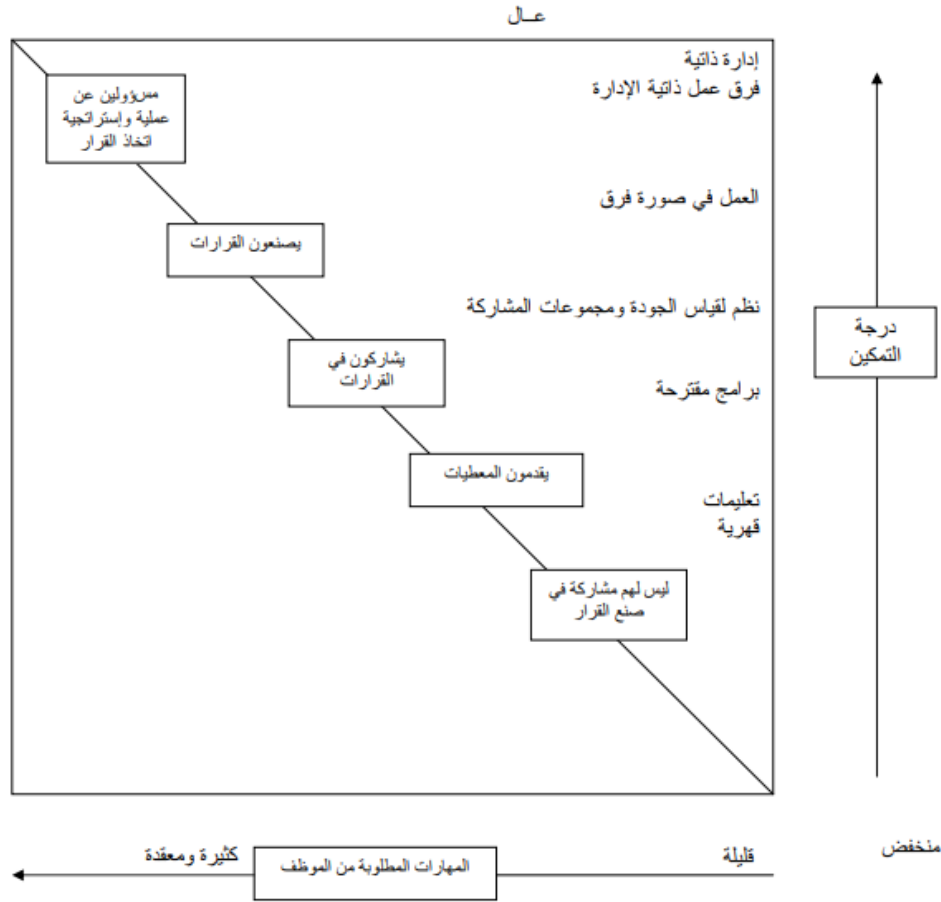 عــال
إدارة ذاتية
فرق عمل ذاتية الإدارة
مسؤولين عن
عملية وإستراتجية
اتخاذ القرار
العمل في صورة فرق
يصنعون القرارات
نظم لقياس الجودة ومجموعات المشاركة
درجة
التمكين
يشاركون في
القرارات
برامج مقترحة
يقدمون المعطيات
تعليمات
قهرية
ليس لهم مشاركة في
صنع القرار
منخفض
قليلة
المهارات المطلوبة من الموظف
كثيرة ومعقدة